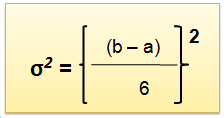 σ² = [ (b – a) / 6 ]²